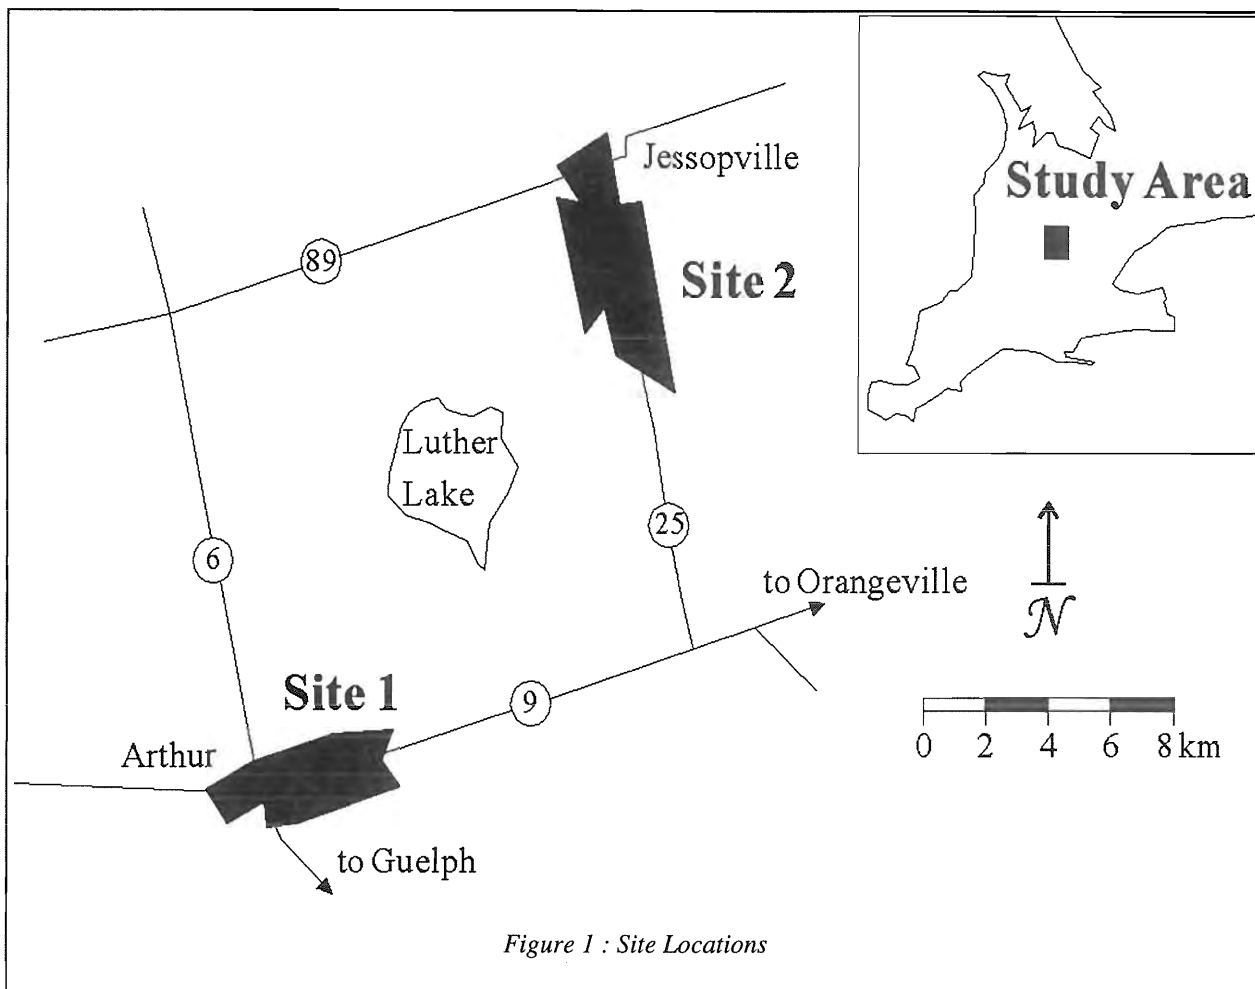 Jessopville
Study Area
89
Site 2
Luther
Lake
25
6
to Orangeville
N
Site 1
9
Arthur
0 2 4 6 8 km
to Guelph
Figure 1 : Site Locations